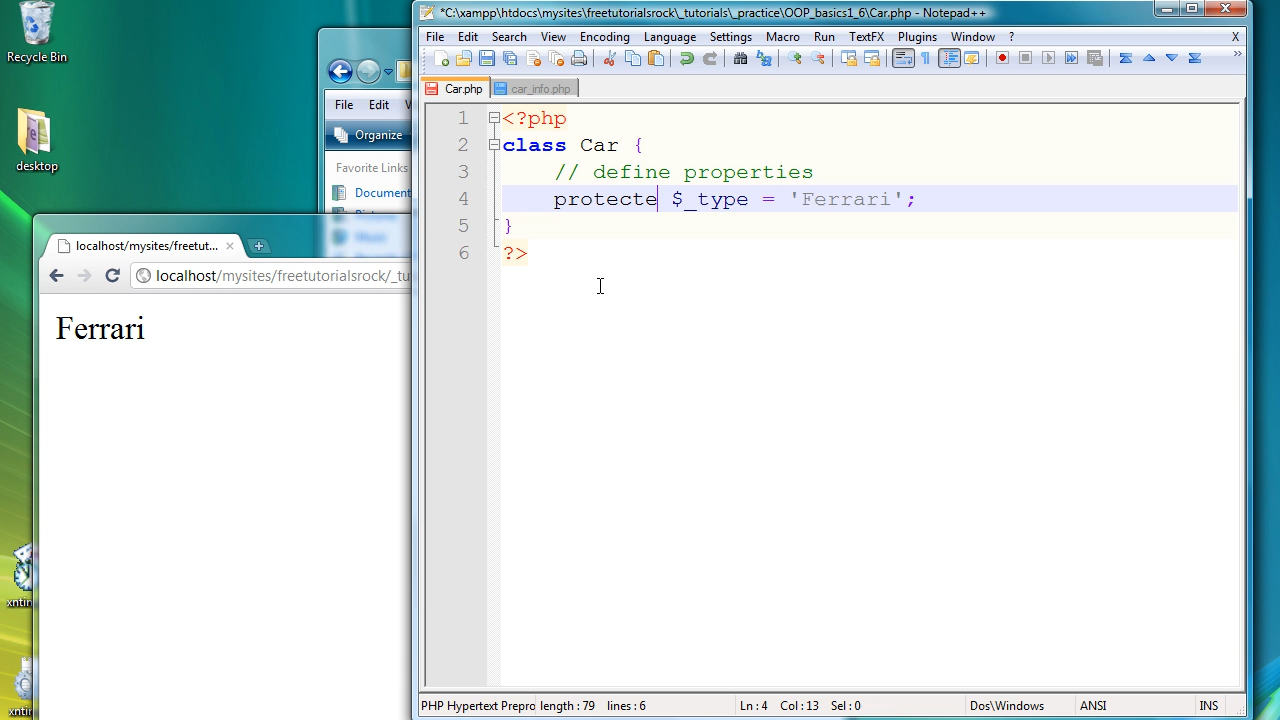 Recycle Bin
desktop
File Edit
Organize
Favorite Links
Document
Music
localhost/mysites/freetut...
localhost/mysites/freetutorialsrock/_tu
Ferrari
*C:\xampp\htdocs\mysites\freetutorialsrock\_tutorials\_practice\OOP_basics1_6\Car.php - Notepad++
File Edit Search View Encoding Language Settings Macro Run TextFX Plugins Window ? X
Car.php car_info.php
1 <?php
2 class Car {
3 // define properties
4 protecte $_type = 'Ferrari';
5 }
6 ?>
PHP Hypertext Prepro length : 79 lines : 6 Ln : 4 Col : 13 Sel : 0 Dos\Windows ANSI INS